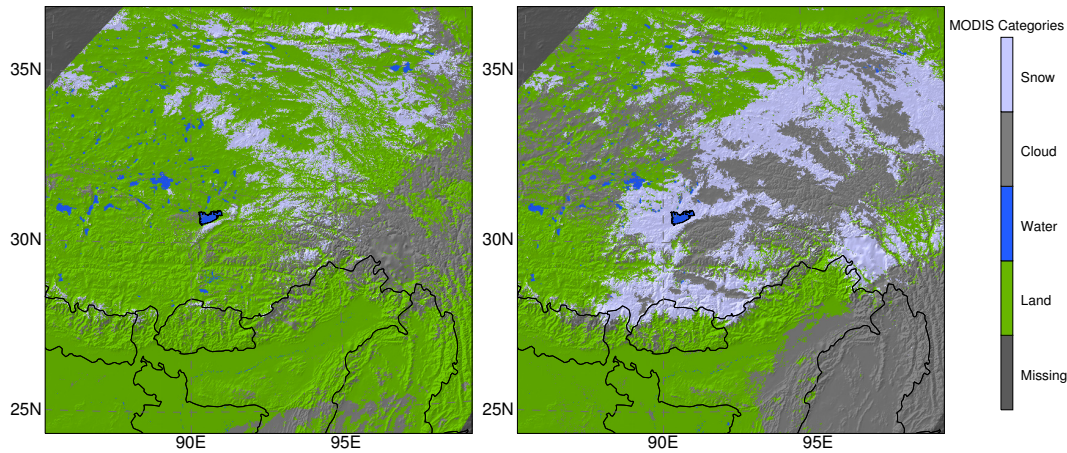 MODIS Categories
35N
30N
25N
90E
95E
35N
30N
25N
90E
95E
Snow
Cloud
Water
Land
Missing